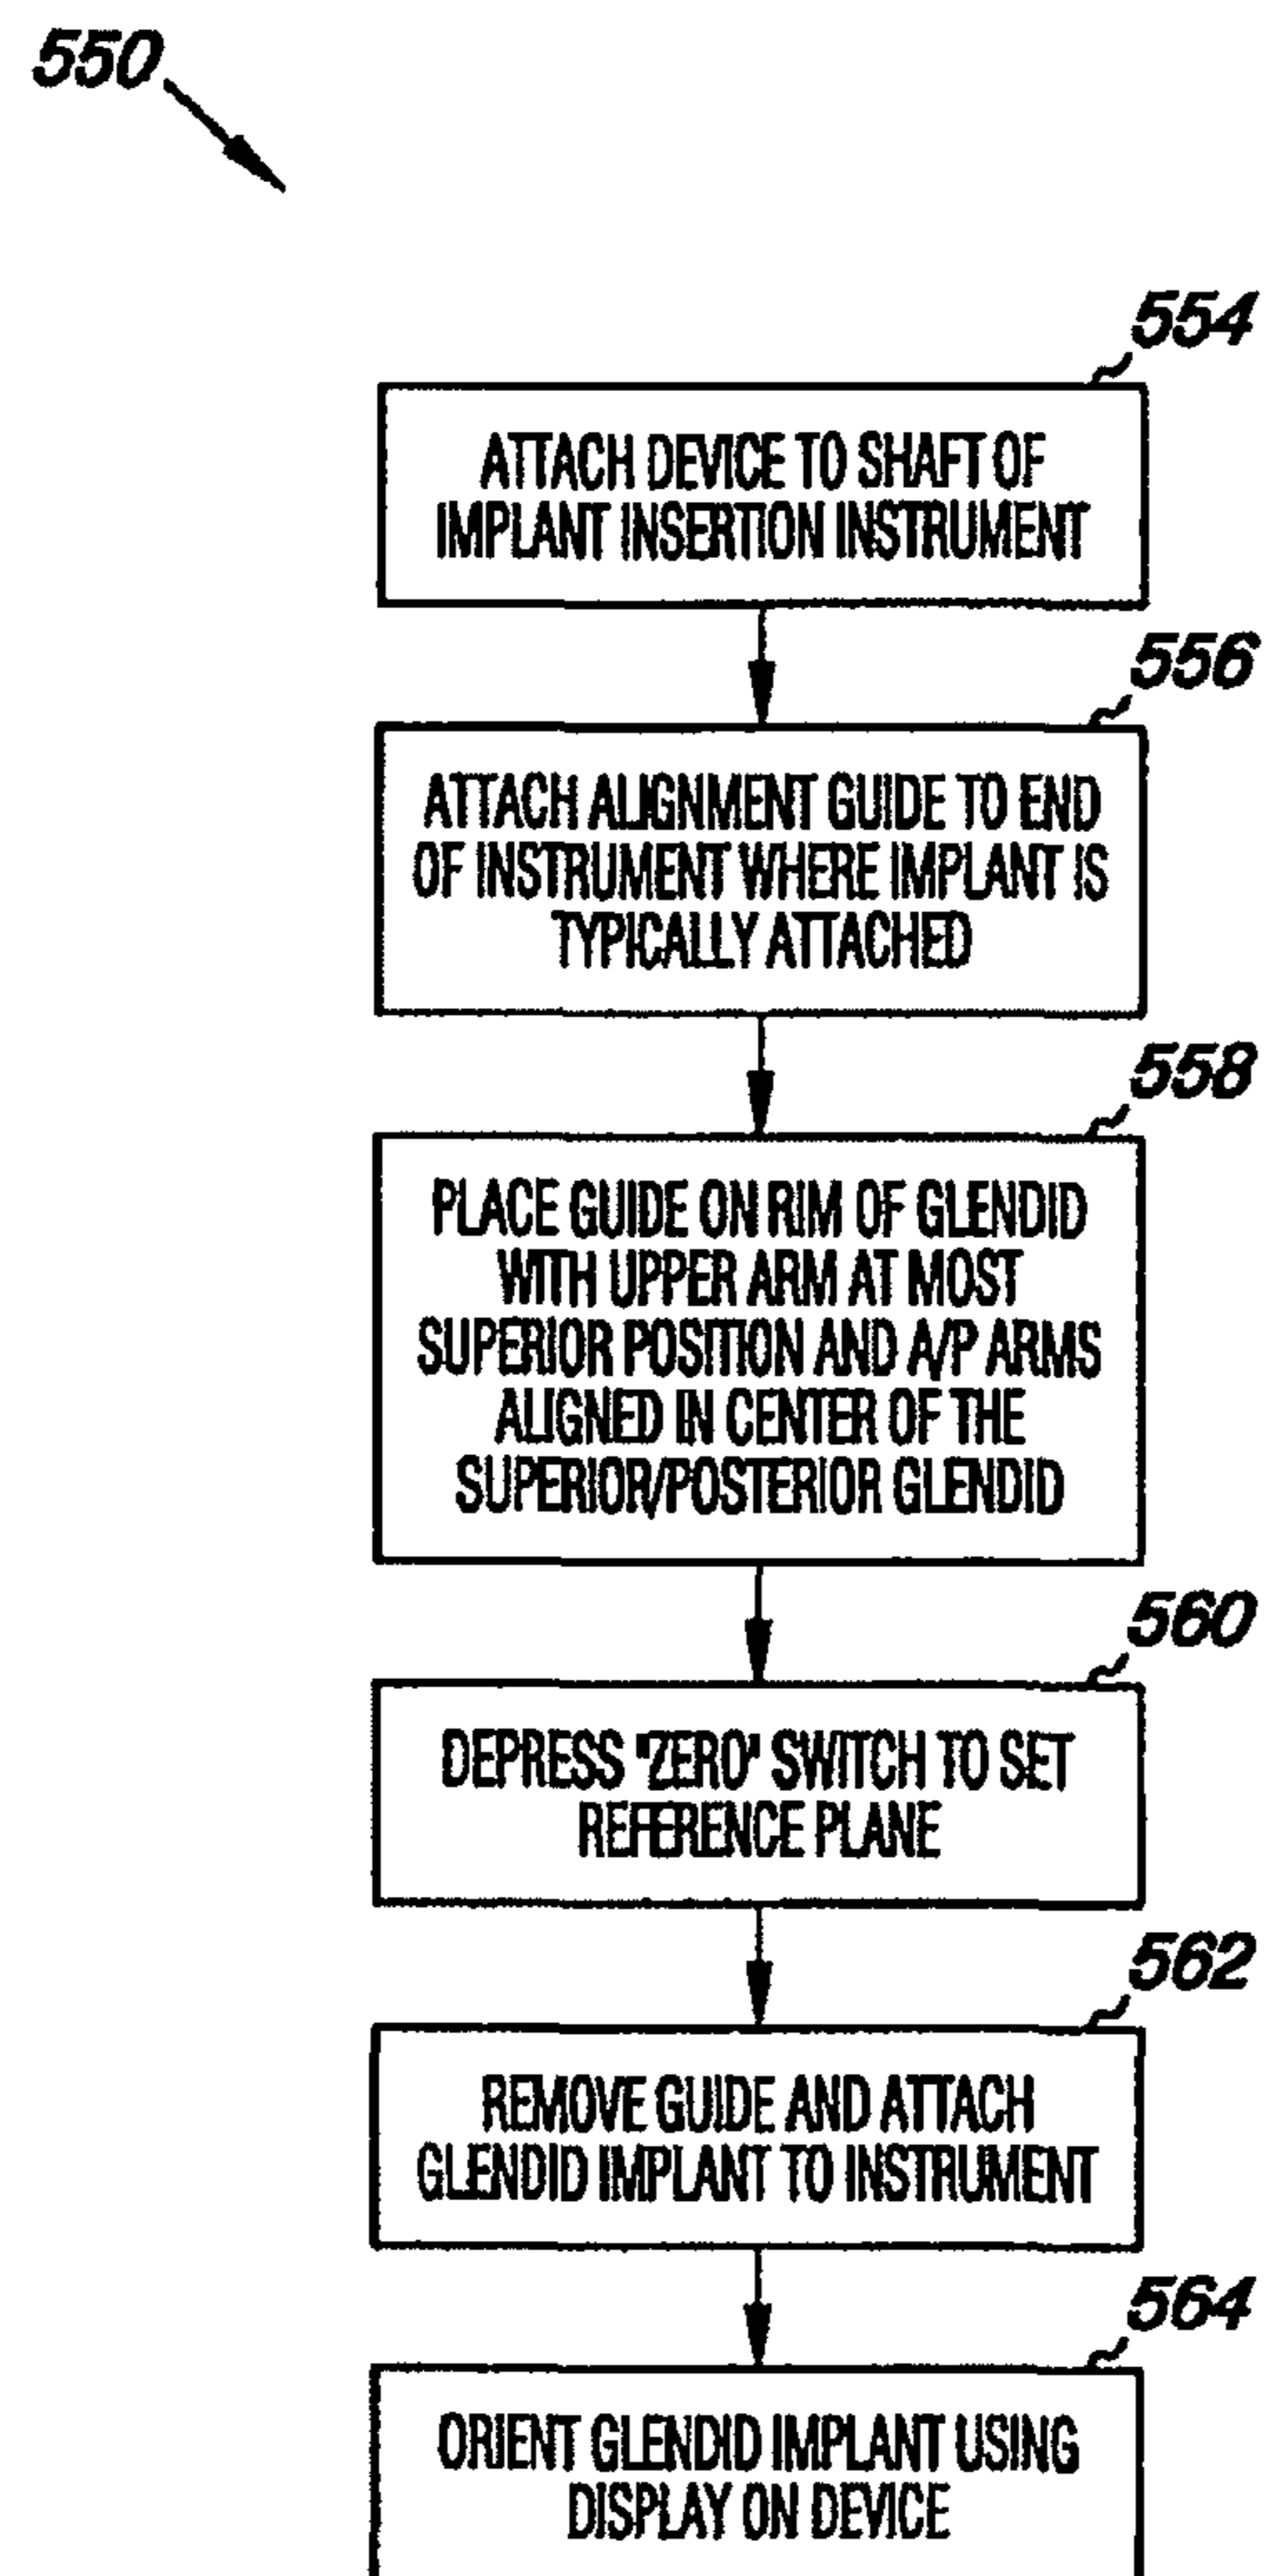 550
554
ATTACH DEVICE TO SHAFT OF
IMPLANT INSERTION INSTRUMENT
556
ATTACH ALIGNMENT GUIDE TO END
OF INSTRUMENT WHERE IMPLANT IS
TYPICALLY ATTACHED
558
PLACE GUIDE ON RIM OF GLENDID
WITH UPPER ARM AT MOST
SUPERIOR POSITION AND A/P ARMS
ALIGNED IN CENTER OF THE
SUPERIOR/POSTERIOR GLENDID
560
DEPRESS "ZERO" SWITCH TO SET
REFERENCE PLANE
562
REMOVE GUIDE AND ATTACH
GLENDID IMPLANT TO INSTRUMENT
564
ORIENT GLENDID IMPLANT USING
DISPLAY ON DEVICE